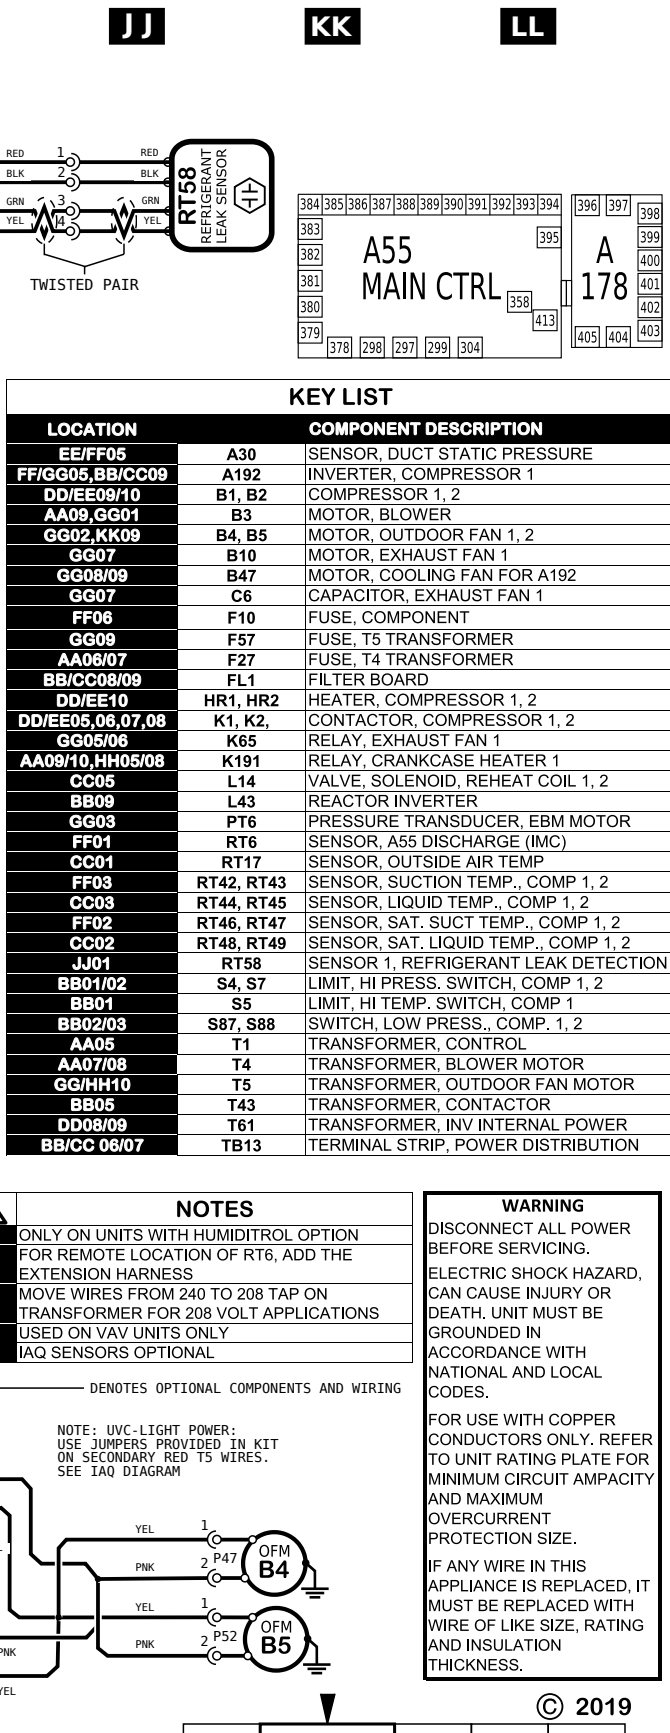 JJ KK LL
RED 1 RED
BLK 2 BLK
GRN 3 GRN
YEL 4 YEL
RT58
REFRIGERANT
LEAK SENSOR
TWISTED PAIR
384 385 386 387 388 389 390 391 392 393 394
383
382
381
380
379
395
A55
MAIN CTRL
358
413
378 298 297 299 304
396 397 398
399
400
401
402
403
A
178
405 404
KEY LIST
LOCATION COMPONENT DESCRIPTION
EE/FF05 A30 SENSOR, DUCT STATIC PRESSURE
FF/GG05,BB/CC09 A192 INVERTER, COMPRESSOR 1
DD/EE09/10 B1, B2 COMPRESSOR 1, 2
AA09,GG01 B3 MOTOR, BLOWER
GG02,KK09 B4, B5 MOTOR, OUTDOOR FAN 1, 2
GG07 B10 MOTOR, EXHAUST FAN 1
GG08/09 B47 MOTOR, COOLING FAN FOR A192
GG07 C6 CAPACITOR, EXHAUST FAN 1
FF06 F10 FUSE, COMPONENT
GG09 F57 FUSE, T5 TRANSFORMER
AA06/07 F27 FUSE, T4 TRANSFORMER
BB/CC08/09 FL1 FILTER BOARD
DD/EE10 HR1, HR2 HEATER, COMPRESSOR 1, 2
DD/EE05,06,07,08 K1, K2, CONTACTOR, COMPRESSOR 1, 2
GG05/06 K65 RELAY, EXHAUST FAN 1
AA09/10,HH05/08 K191 RELAY, CRANKCASE HEATER 1
CC05 L14 VALVE, SOLENOID, REHEAT COIL 1, 2
BB09 L43 REACTOR INVERTER
GG03 PT6 PRESSURE TRANSDUCER, EBM MOTOR
FF01 RT6 SENSOR, A55 DISCHARGE (IMC)
CC01 RT17 SENSOR, OUTSIDE AIR TEMP
FF03 RT42, RT43 SENSOR, SUCTION TEMP., COMP 1, 2
CC03 RT44, RT45 SENSOR, LIQUID TEMP., COMP 1, 2
FF02 RT46, RT47 SENSOR, SAT. SUCT TEMP., COMP 1, 2
CC02 RT48, RT49 SENSOR, SAT. LIQUID TEMP., COMP 1, 2
JJ01 RT58 SENSOR 1, REFRIGERANT LEAK DETECTION
BB01/02 S4, S7 LIMIT, HI PRESS. SWITCH, COMP 1, 2
BB01 S5 LIMIT, HI TEMP. SWITCH, COMP 1
BB02/03 S87, S88 SWITCH, LOW PRESS., COMP. 1, 2
AA05 T1 TRANSFORMER, CONTROL
AA07/08 T4 TRANSFORMER, BLOWER MOTOR
GG/HH10 T5 TRANSFORMER, OUTDOOR FAN MOTOR
BB05 T43 TRANSFORMER, CONTACTOR
DD08/09 T61 TRANSFORMER, INV INTERNAL POWER
BB/CC 06/07 TB13 TERMINAL STRIP, POWER DISTRIBUTION
NOTES
ONLY ON UNITS WITH HUMIDITROL OPTION
FOR REMOTE LOCATION OF RT6, ADD THE
EXTENSION HARNESS
MOVE WIRES FROM 240 TO 208 TAP ON
TRANSFORMER FOR 208 VOLT APPLICATIONS
USED ON VAV UNITS ONLY
IAQ SENSORS OPTIONAL
DENOTES OPTIONAL COMPONENTS AND WIRING
NOTE: UVC-LIGHT POWER:
USE JUMPERS PROVIDED IN KIT
ON SECONDARY RED T5 WIRES.
SEE IAQ DIAGRAM
WARNING
DISCONNECT ALL POWER
BEFORE SERVICING.
ELECTRIC SHOCK HAZARD,
CAN CAUSE INJURY OR
DEATH. UNIT MUST BE
GROUNDED IN
ACCORDANCE WITH
NATIONAL AND LOCAL
CODES.
FOR USE WITH COPPER
CONDUCTORS ONLY. REFER
TO UNIT RATING PLATE FOR
MINIMUM CIRCUIT AMPACITY
AND MAXIMUM
OVERCURRENT
PROTECTION SIZE.
IF ANY WIRE IN THIS
APPLIANCE IS REPLACED, IT
MUST BE REPLACED WITH
WIRE OF LIKE SIZE, RATING
AND INSULATION
THICKNESS.
YEL 1
PNK 2 P47
OFM
B4
YEL 1
PNK 2 P52
OFM
B5
PNK
YEL
© 2019